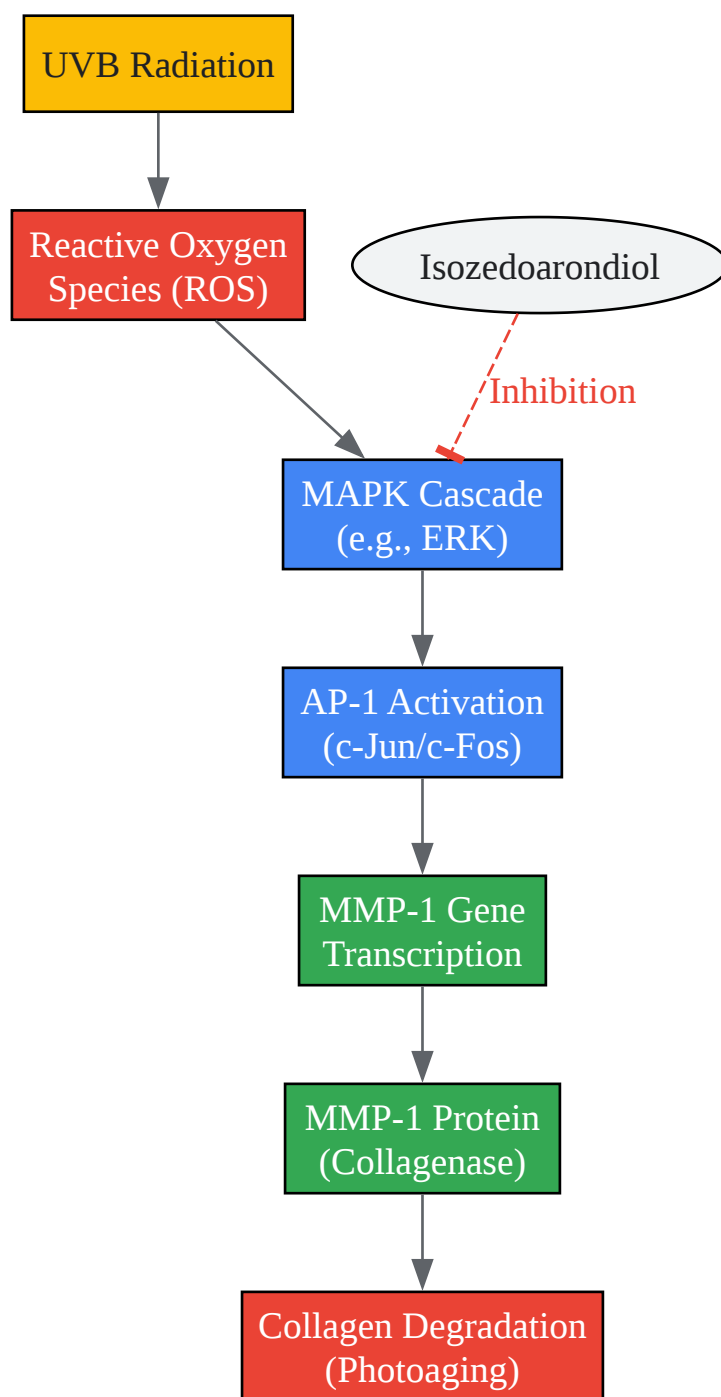 UVB Radiation
Reactive Oxygen
Species (ROS)
Isozedoarondiol
Inhibition
MAPK Cascade
(e.g., ERK)
AP-1 Activation
(c-Jun/c-Fos)
MMP-1 Gene
Transcription
MMP-1 Protein
(Collagenase)
Collagen Degradation
(Photoaging)